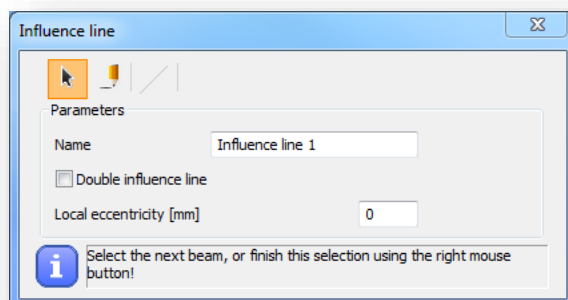 Influence line
Parameters
Name Influence line 1
Double influence line
Local eccentricity [mm] 0
Select the next beam, or finish this selection using the right mouse
button!